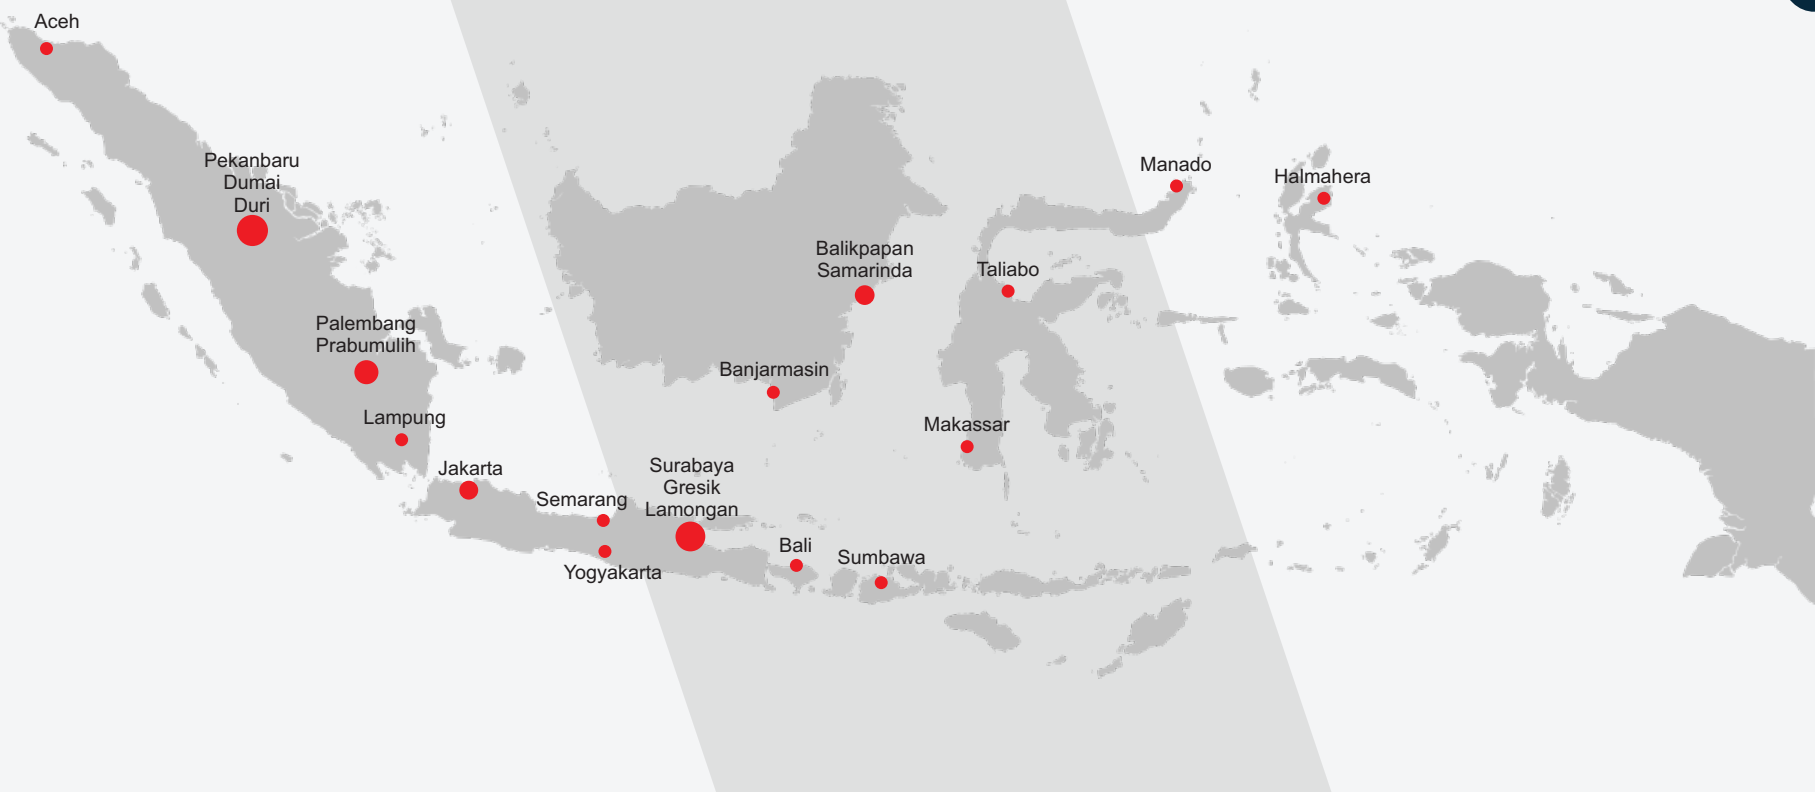 Aceh
Pekanbaru
Dumai
Duri
Manado
Halmahera
Balikpapan
Samarinda
Taliabo
Palembang
Prabumulih
Banjarmasin
Lampung
Makassar
Jakarta
Semarang
Surabaya
Gresik
Lamongan
Yogyakarta
Bali
Sumbawa